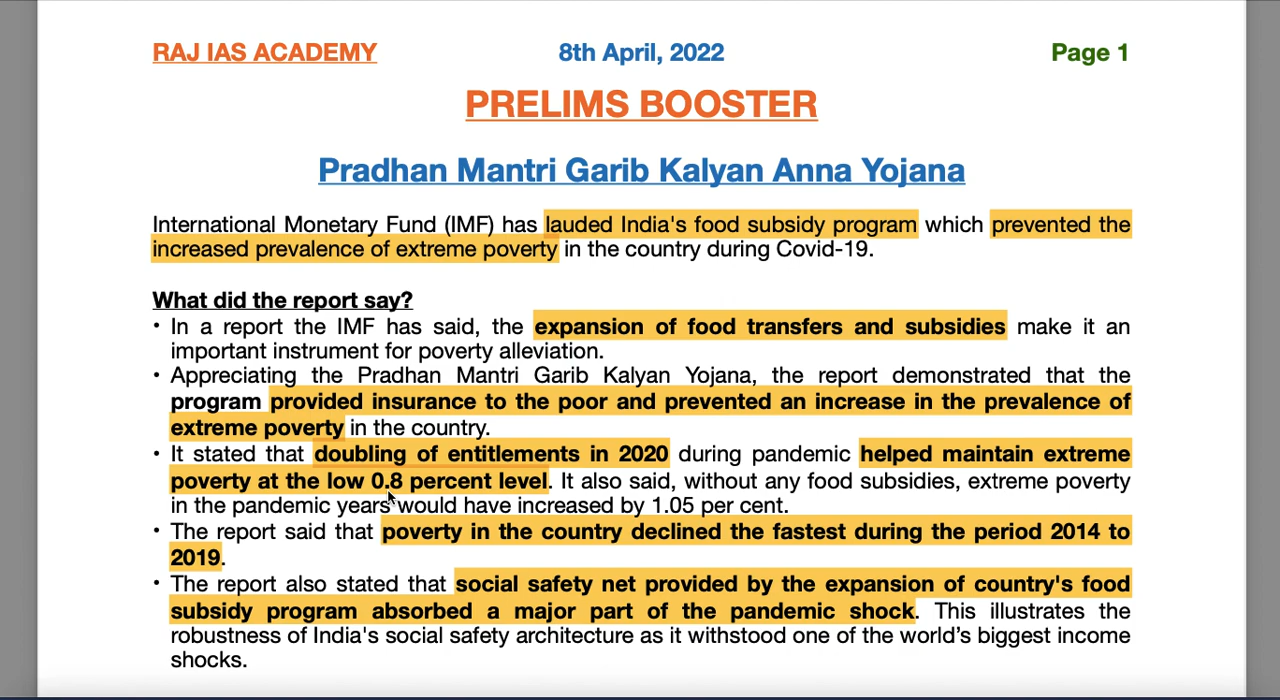 RAJ IAS ACADEMY 8th April, 2022 Page 1
PRELIMS BOOSTER
Pradhan Mantri Garib Kalyan Anna Yojana
International Monetary Fund (IMF) has lauded India's food subsidy program which prevented the
increased prevalence of extreme poverty in the country during Covid-19.
What did the report say?
• In a report the IMF has said, the expansion of food transfers and subsidies make it an
important instrument for poverty alleviation.
• Appreciating the Pradhan Mantri Garib Kalyan Yojana, the report demonstrated that the
program provided insurance to the poor and prevented an increase in the prevalence of
extreme poverty in the country.
• It stated that doubling of entitlements in 2020 during pandemic helped maintain extreme
poverty at the low 0.8 percent level. It also said, without any food subsidies, extreme poverty
in the pandemic years would have increased by 1.05 per cent.
• The report said that poverty in the country declined the fastest during the period 2014 to
2019.
• The report also stated that social safety net provided by the expansion of country's food
subsidy program absorbed a major part of the pandemic shock. This illustrates the
robustness of India's social safety architecture as it withstood one of the world’s biggest income
shocks.